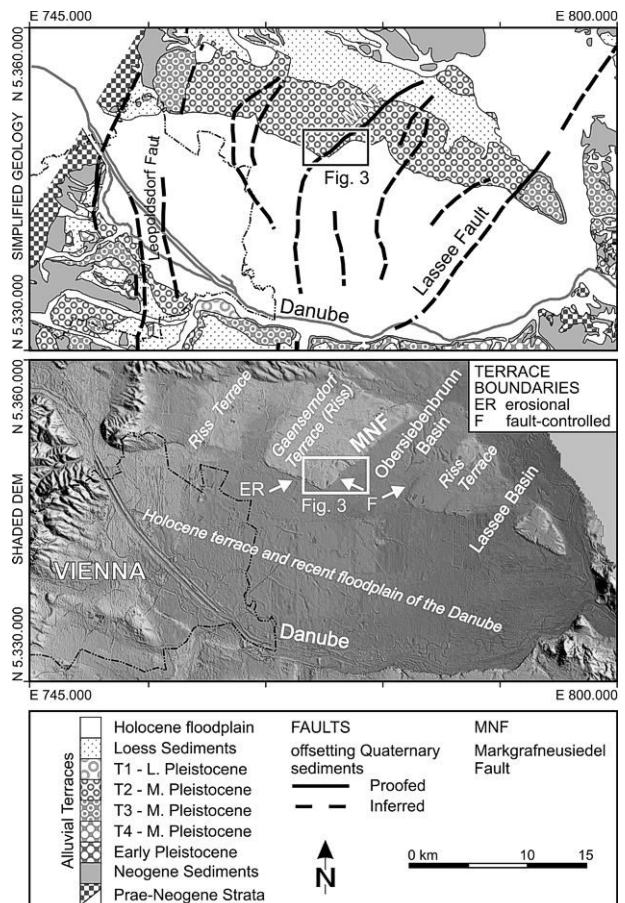 E 745.000
E 800.000
N 5.360.000
SIMPLIFIED GEOLOGY
N 5.330.000
MNF
Fig. 3
Leopoldsdorf Faut
Lassee Fault
Danube
N 5.360.000
SHADED DEM
N 5.330.000
TERRACE
BOUNDARIES
ER erosional
F fault-controlled
Riss Terrace
Gaenserndorf
Terrace (Riss)
MNF
Obersiebenbrunn
Basin
Riss
Terrace
Lassee Basin
ER
Fig. 3
F
Holocene terrace and recent floodplain of the Danube
VIENNA
Danube
E 745.000
E 800.000
Alluvial Terraces
Holocene floodplain
Loess Sediments
T1 - L. Pleistocene
T2 - M. Pleistocene
T3 - M. Pleistocene
T4 - M. Pleistocene
Early Pleistocene
Neogene Sediments
Prae-Neogene Strata
FAULTS
offsetting Quaternary
sediments
Proofed
Inferred
MNF
Markgrafneusiedel
Fault
N
0 km
10
15